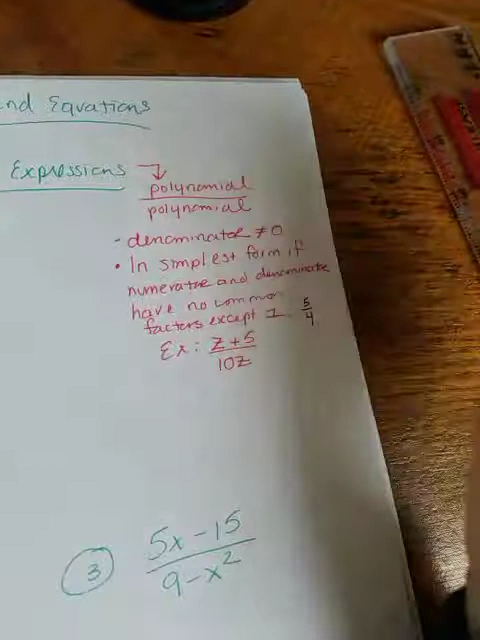 nd Equations
Expressions
polynomial
polynomial
- denominator ≠ 0
• In simplest form if
numerator and denominator
have no common
factors except 1. 5/4
Ex: z+5/10z
3 5x-15/9-x²